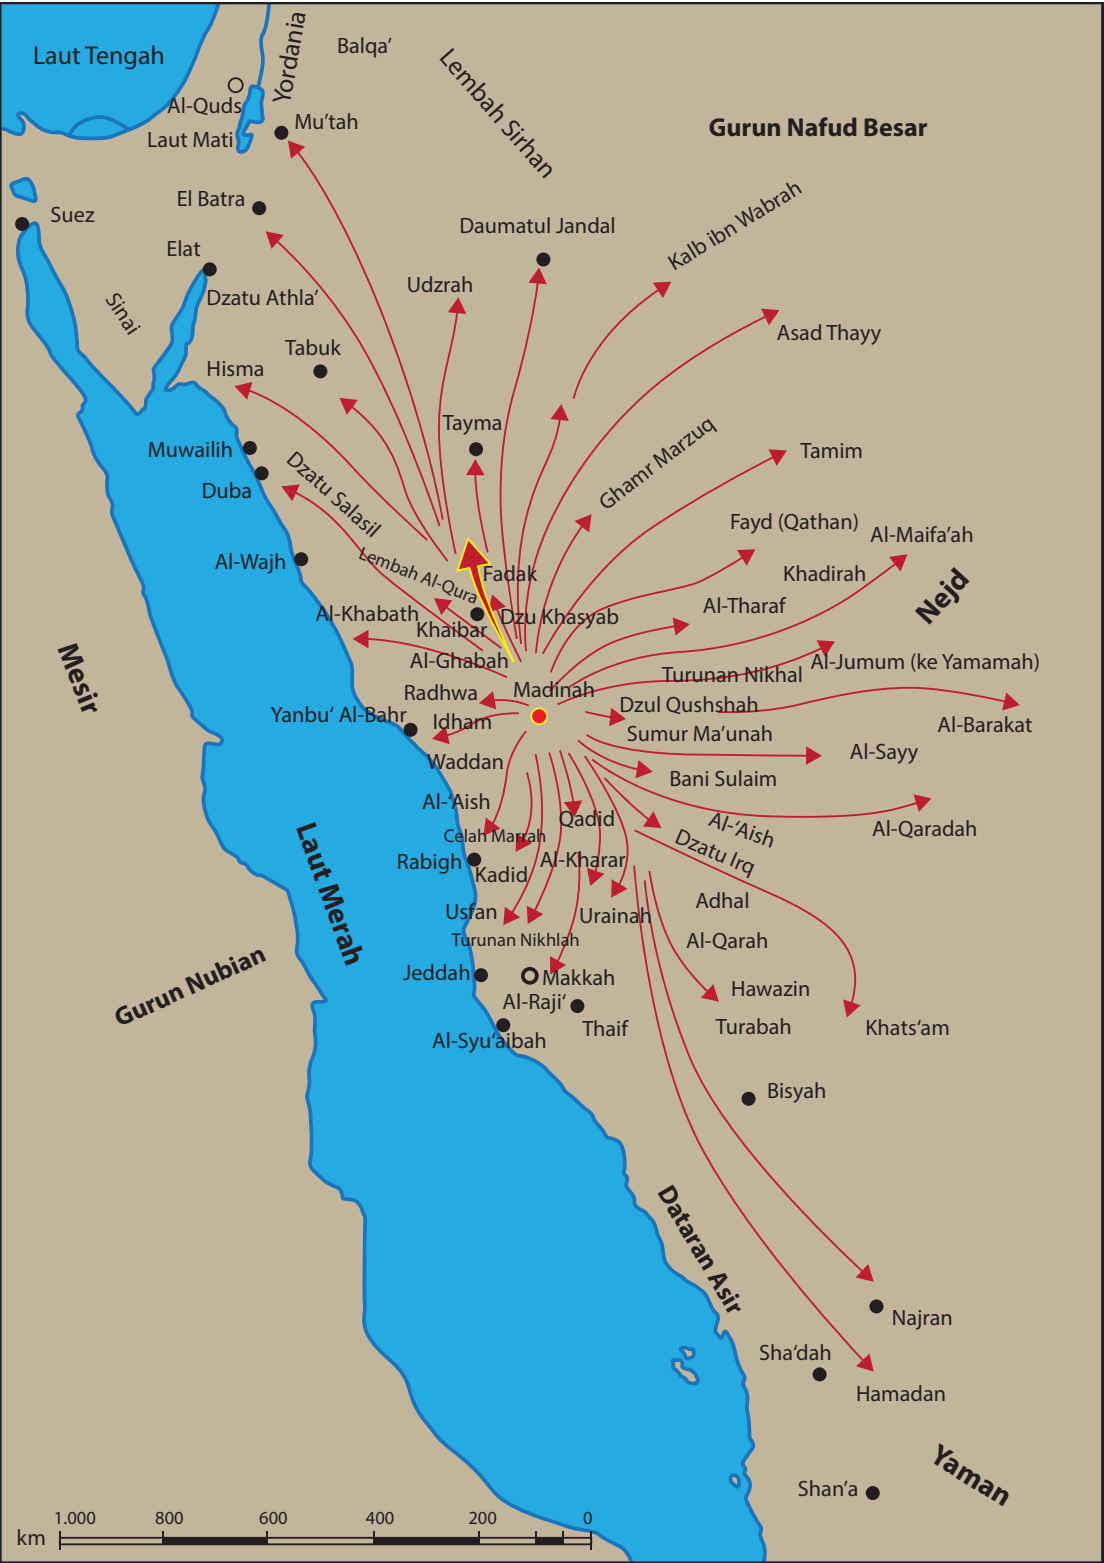 Laut Tengah
Yordania
Balqa’
Lembah Sirhan
Al-Quds
Laut Mati
Mu’tah
Gurun Nafud Besar
Suez
El Batra
Elat
Sinai
Dzatu Athla’
Daumatul Jandal
Kalb ibn Wabrah
Udzrah
Asad Thayy
Tabuk
Hisma
Tayma
Muwailih
Duba
Dzatu Salasil
Ghamr Marzuq
Tamim
Fayd (Qathan)
Al-Maifa’ah
Al-Wajh
Lembah Al-Qura
Fadak
Khadirah
Nejd
Al-Khabath
Khaibar
Dzu Khasyab
Al-Tharaf
Mesir
Al-Ghabah
Turunan Nikhal
Al-Jumum (ke Yamamah)
Radhwa
Madinah
Dzul Qushshah
Yanbu‘ Al-Bahr
Idham
Sumur Ma’unah
Al-Barakat
Waddan
Al-Sayy
Bani Sulaim
Al-‘Aish
Qadid
Al-‘Aish
Al-Qaradah
Celah Marrah
Dzatu Irq
Rabigh
Kadid
Al-Kharar
Laut Merah
Adhal
Usfan
Urainah
Turunan Nikhlah
Al-Qarah
Gurun Nubian
Jeddah
Makkah
Hawazin
Al-Raji‘
Thaif
Turabah
Khats‘am
Al-Syu‘aibah
Bisyah
Dataran Asir
Najran
Sha‘dah
Hamadan
Yaman
Shan’a
1.000 800 600 400 200 0
km